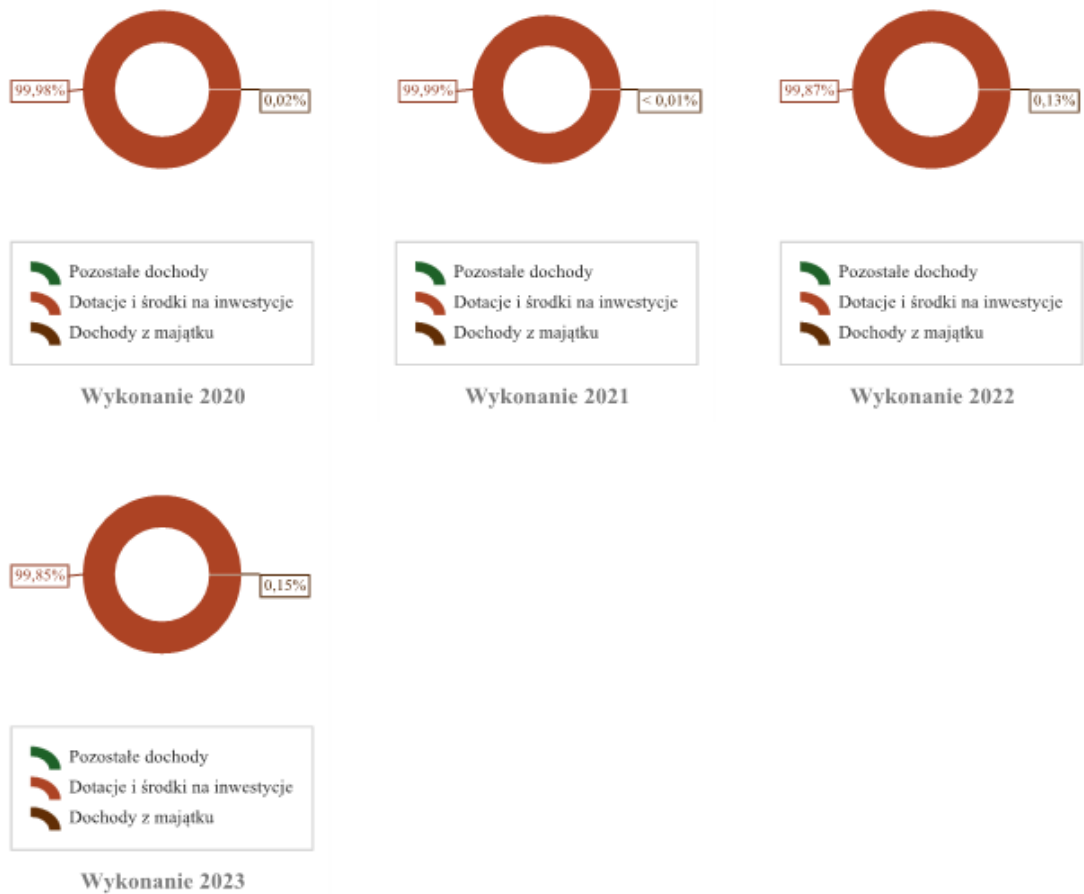 99,98%
0,02%
Pozostałe dochody
Dotacje i środki na inwestycje
Dochody z majątku
Wykonanie 2020
99,99%
< 0,01%
Pozostałe dochody
Dotacje i środki na inwestycje
Dochody z majątku
Wykonanie 2021
99,87%
0,13%
Pozostałe dochody
Dotacje i środki na inwestycje
Dochody z majątku
Wykonanie 2022
99,85%
0,15%
Pozostałe dochody
Dotacje i środki na inwestycje
Dochody z majątku
Wykonanie 2023